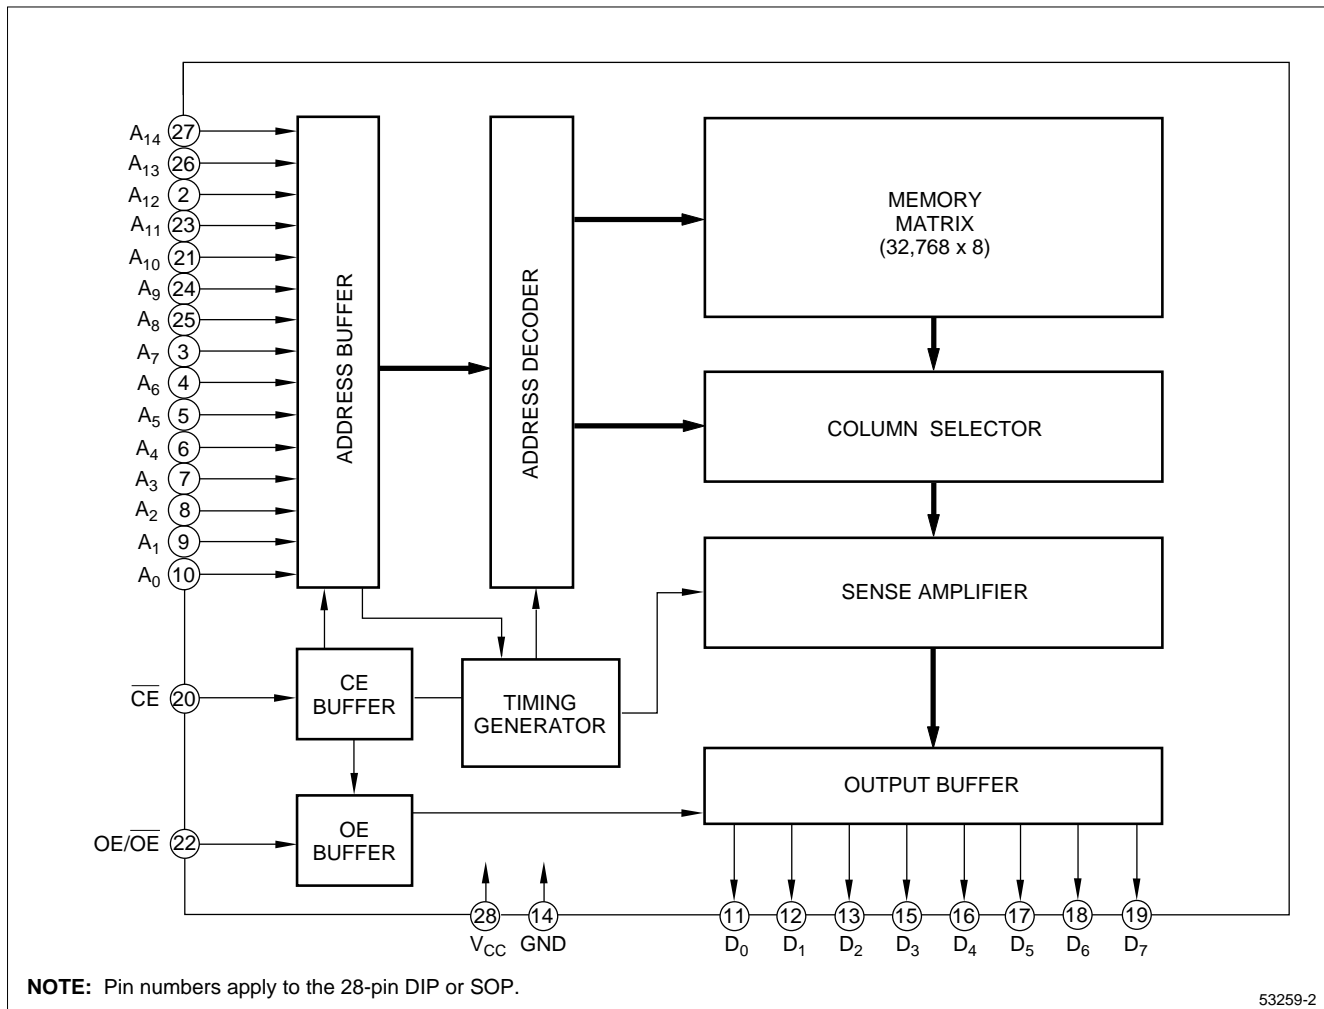 A14 27
A13 26
A12 2
A11 23
A10 21
A9 24
A8 25
A7 3
A6 4
A5 5
A4 6
A3 7
A2 8
A1 9
A0 10
C̅E̅ 20
OE/O̅E̅ 22
ADDRESS BUFFER
ADDRESS DECODER
MEMORY
MATRIX
(32,768 x 8)
COLUMN SELECTOR
SENSE AMPLIFIER
CE
BUFFER
TIMING
GENERATOR
OUTPUT BUFFER
OE
BUFFER
28 14 11 12 13 15 16 17 18 19
VCC GND D0 D1 D2 D3 D4 D5 D6 D7
NOTE: Pin numbers apply to the 28-pin DIP or SOP.
53259-2